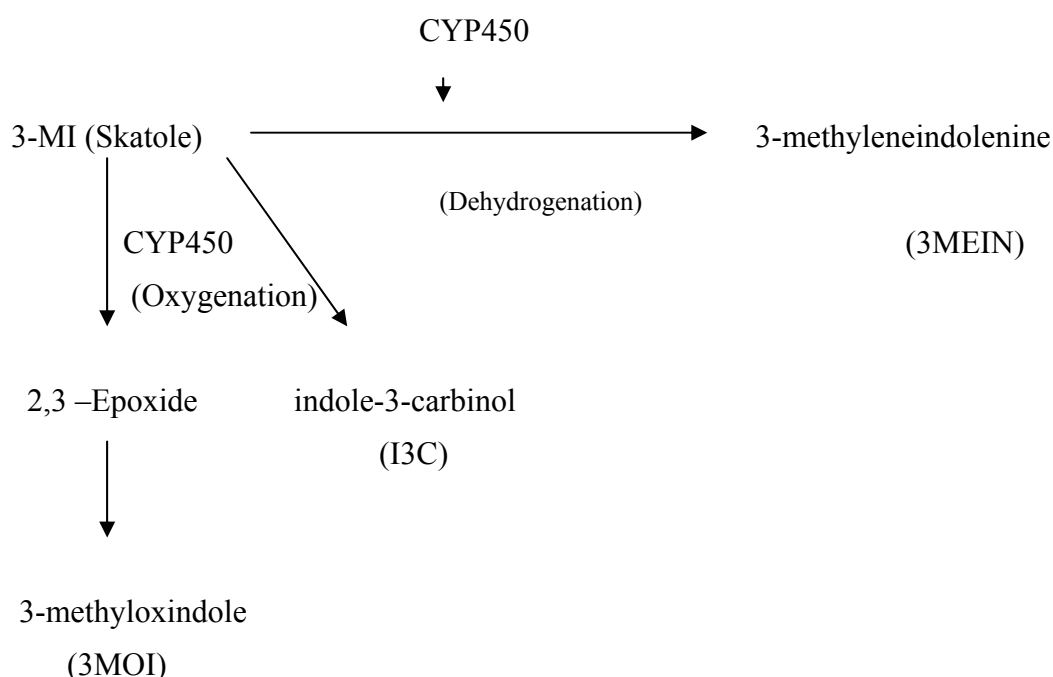 CYP450
3-MI (Skatole) 3-methyleneindolenine
(Dehydrogenation)
CYP450 (3MEIN)
(Oxygenation)
2,3 –Epoxide indole-3-carbinol
(I3C)
3-methyloxindole
(3MOI)